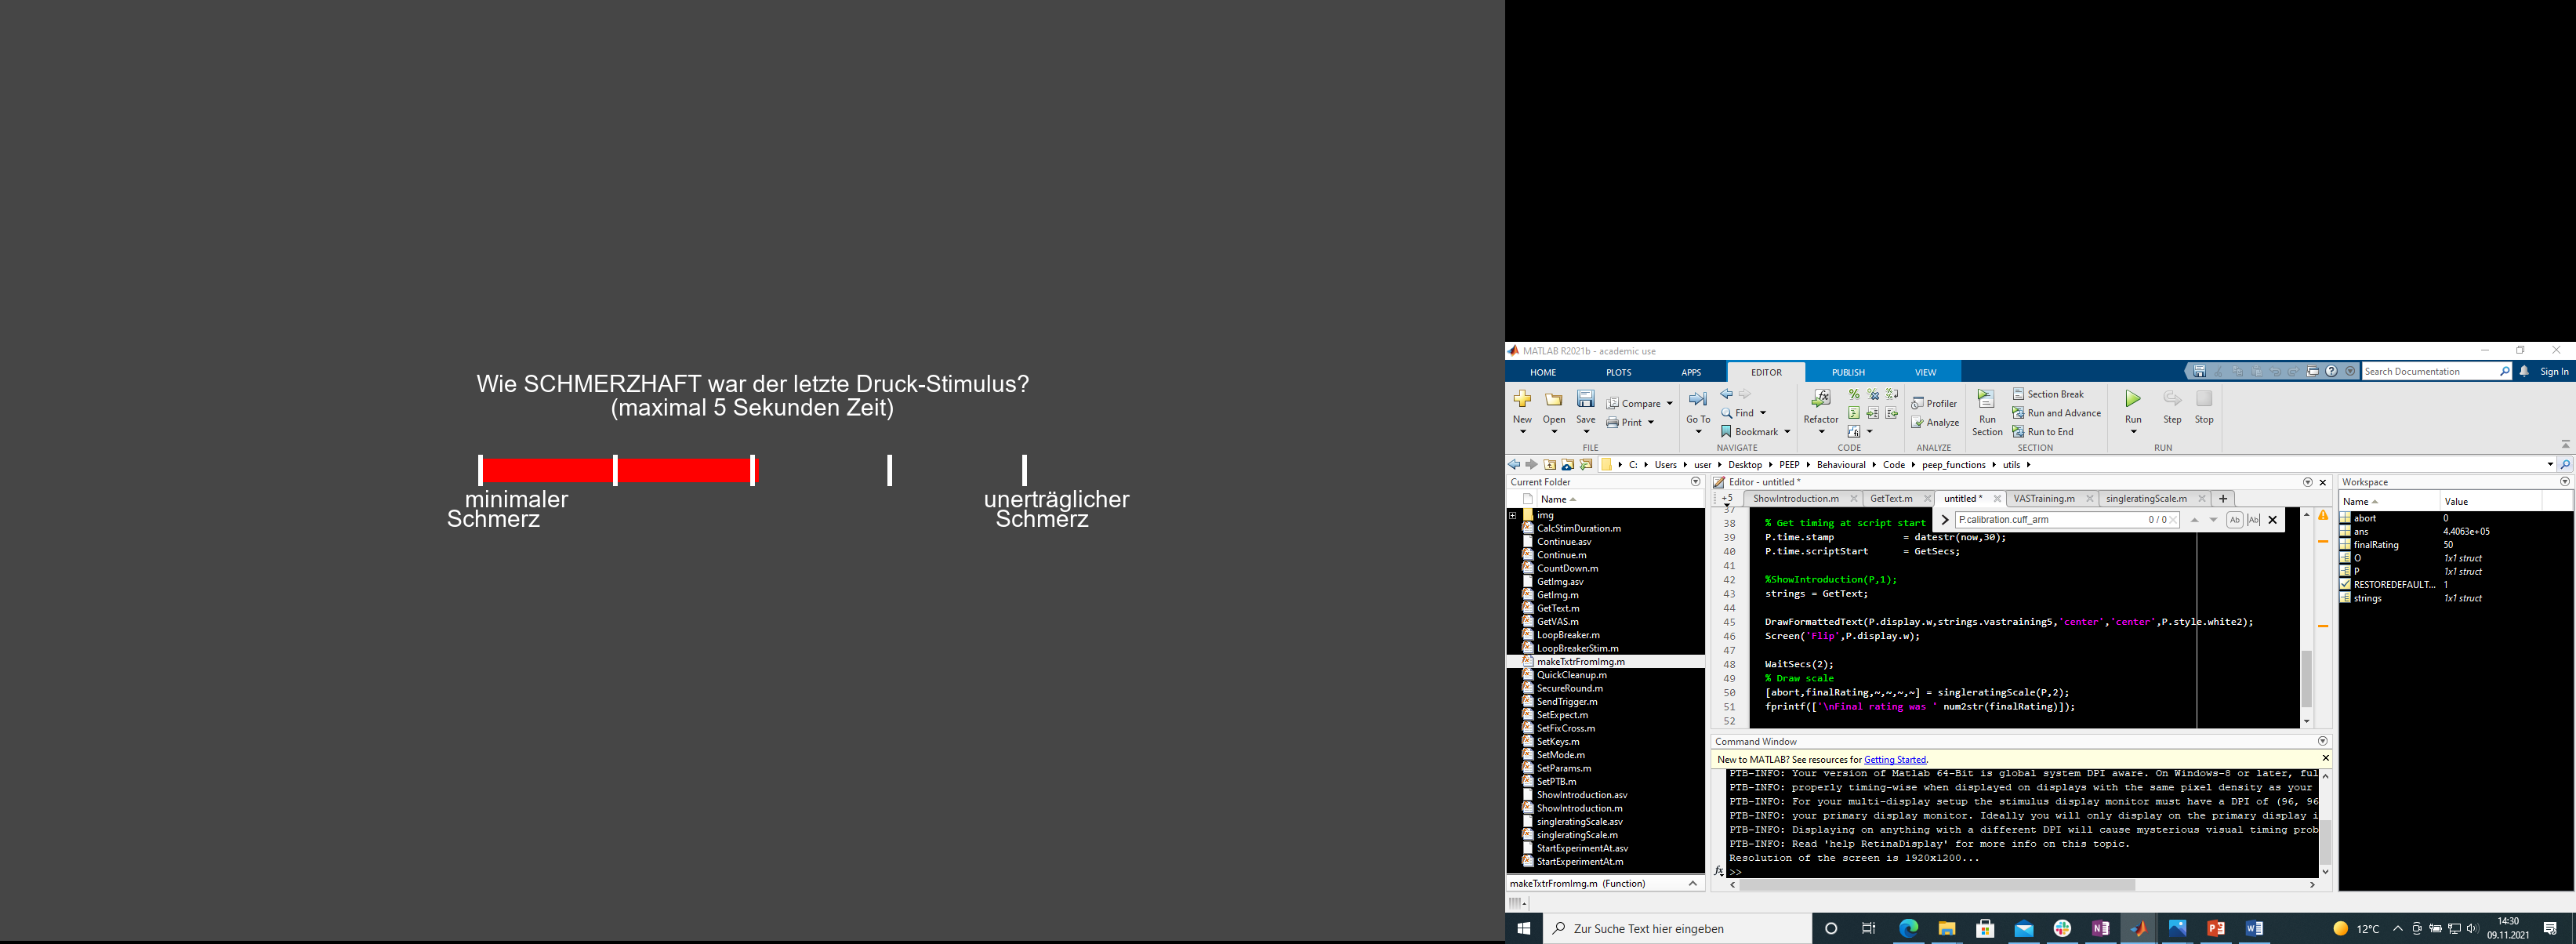 Wie SCHMERZHAFT war der letzte Druck-Stimulus?
(maximal 5 Sekunden Zeit)
minimaler
Schmerz
unerträglicher
Schmerz
MATLAB R2021b - academic use
HOME PLOTS APPS EDITOR PUBLISH VIEW
Search Documentation
Sign In
New Open Save Compare Print
Go To Find Bookmark
Refactor
Profiler
Analyze
Run Section
Section Break
Run and Advance
Run to End
Run Step Stop
FILE NAVIGATE CODE ANALYZE SECTION RUN
C: Users user Desktop PEEP Behavioural Code peep_functions utils
Current Folder
Name
img
CalcStimDuration.m
Continue.asv
Continue.m
CountDown.m
GetImg.asv
GetImg.m
GetText.m
GetVAS.m
LoopBreaker.m
LoopBreakerStim.m
makeTxtrFromImg.m
QuickCleanup.m
SecureRound.m
SendTrigger.m
SetExpect.m
SetFixCross.m
SetKeys.m
SetMode.m
SetParams.m
SetPTB.m
ShowIntroduction.asv
ShowIntroduction.m
singleratingScale.asv
singleratingScale.m
StartExperimentAt.asv
StartExperimentAt.m
makeTxtrFromImg.m (Function)
Editor - untitled *
+5 ShowIntroduction.m GetText.m untitled * VASTraining.m singleratingScale.m
P.calibration.cuff_arm 0 / 0
37
38 % Get timing at script start
39 P.time.stamp = datestr(now,30);
40 P.time.scriptStart = GetSecs;
41
42 %ShowIntroduction(P,1);
43 strings = GetText;
44
45 DrawFormattedText(P.display.w,strings.vastraining5,'center','center',P.style.white2);
46 Screen('Flip',P.display.w);
47
48 WaitSecs(2);
49 % Draw scale
50 [abort,finalRating,~,~,~,~] = singleratingScale(P,2);
51 fprintf(['\nFinal rating was ' num2str(finalRating)]);
52
Command Window
New to MATLAB? See resources for Getting Started.
PTB-INFO: Your version of Matlab 64-Bit is global system DPI aware. On Windows-8 or later, ful
PTB-INFO: properly timing-wise when displayed on displays with the same pixel density as your
PTB-INFO: For your multi-display setup the stimulus display monitor must have a DPI of (96, 96
PTB-INFO: your primary display monitor. Ideally you will only display on the primary display i
PTB-INFO: Displaying on anything with a different DPI will cause mysterious visual timing prob
PTB-INFO: Read 'help RetinaDisplay' for more info on this topic.
Resolution of the screen is 1920x1200...
>>
Workspace
Name Value
abort 0
ans 4.4063e+05
finalRating 50
O 1x1 struct
P 1x1 struct
RESTOREDEFAULT... 1
strings 1x1 struct
Zur Suche Text hier eingeben
12°C
14:30
09.11.2021